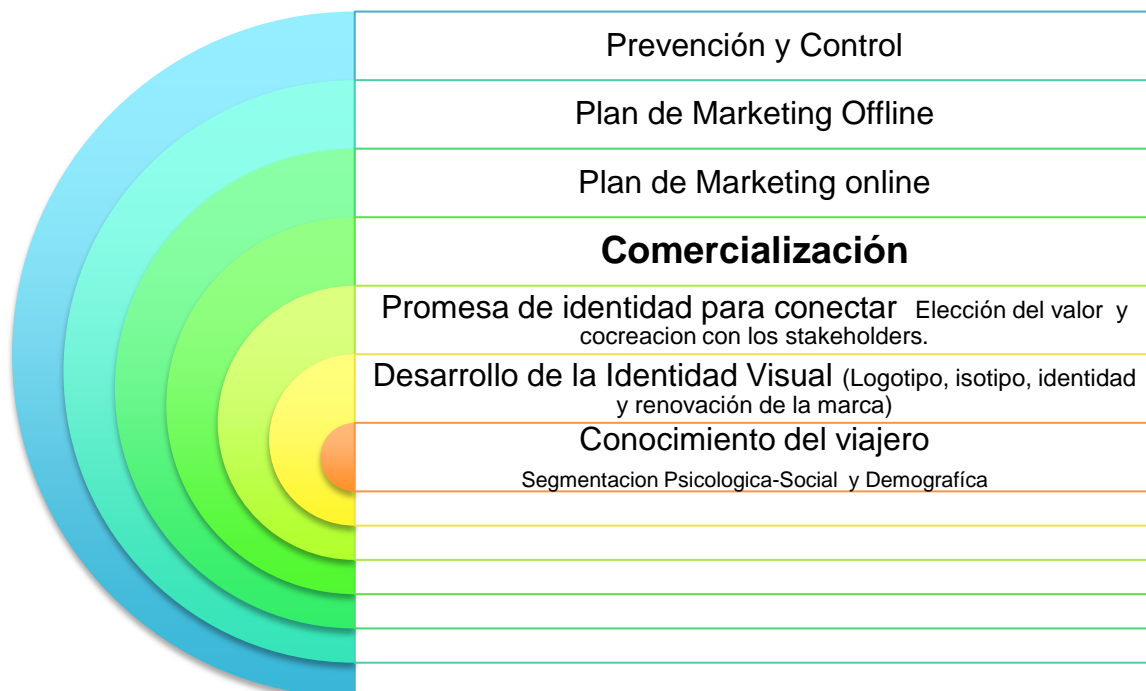 Prevención y Control
Plan de Marketing Offline
Plan de Marketing online
Comercialización
Promesa de identidad para conectar Elección del valor y
cocreacion con los stakeholders.
Desarrollo de la Identidad Visual (Logotipo, isotipo, identidad
y renovación de la marca)
Conocimiento del viajero
Segmentacion Psicologica-Social y Demografíca